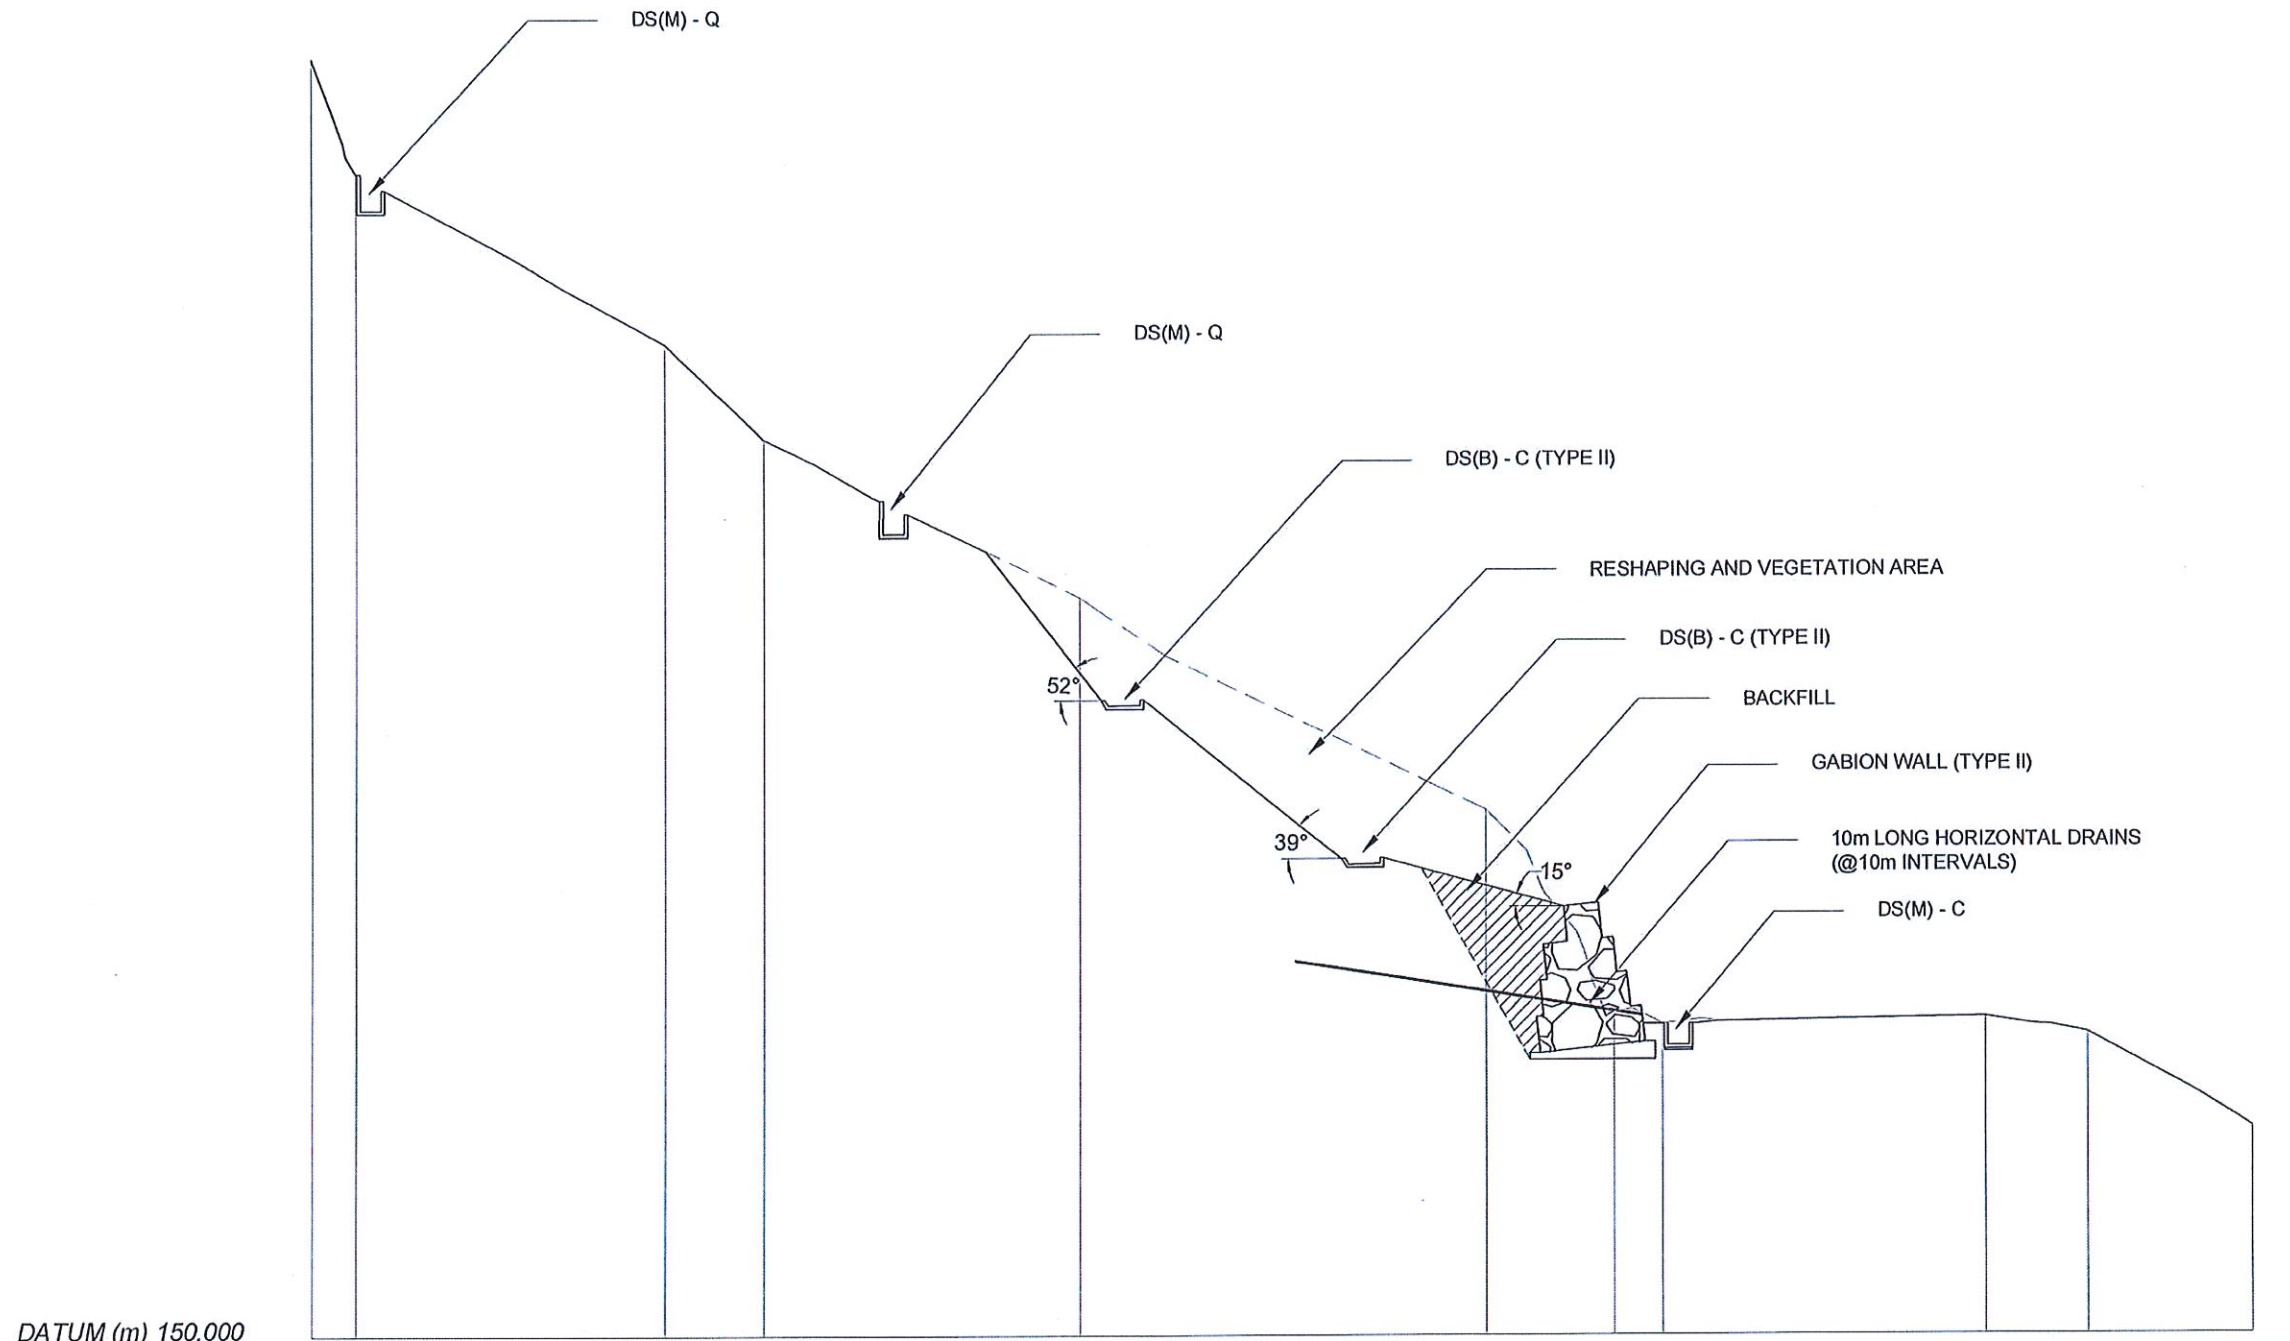 DS(M) - Q
DS(M) - Q
DS(B) - C (TYPE II)
RESHAPING AND VEGETATION AREA
DS(B) - C (TYPE II)
52°
BACKFILL
GABION WALL (TYPE II)
10m LONG HORIZONTAL DRAINS
(@10m INTERVALS)
39°
15°
DS(M) - C
DATUM (m) 150.000